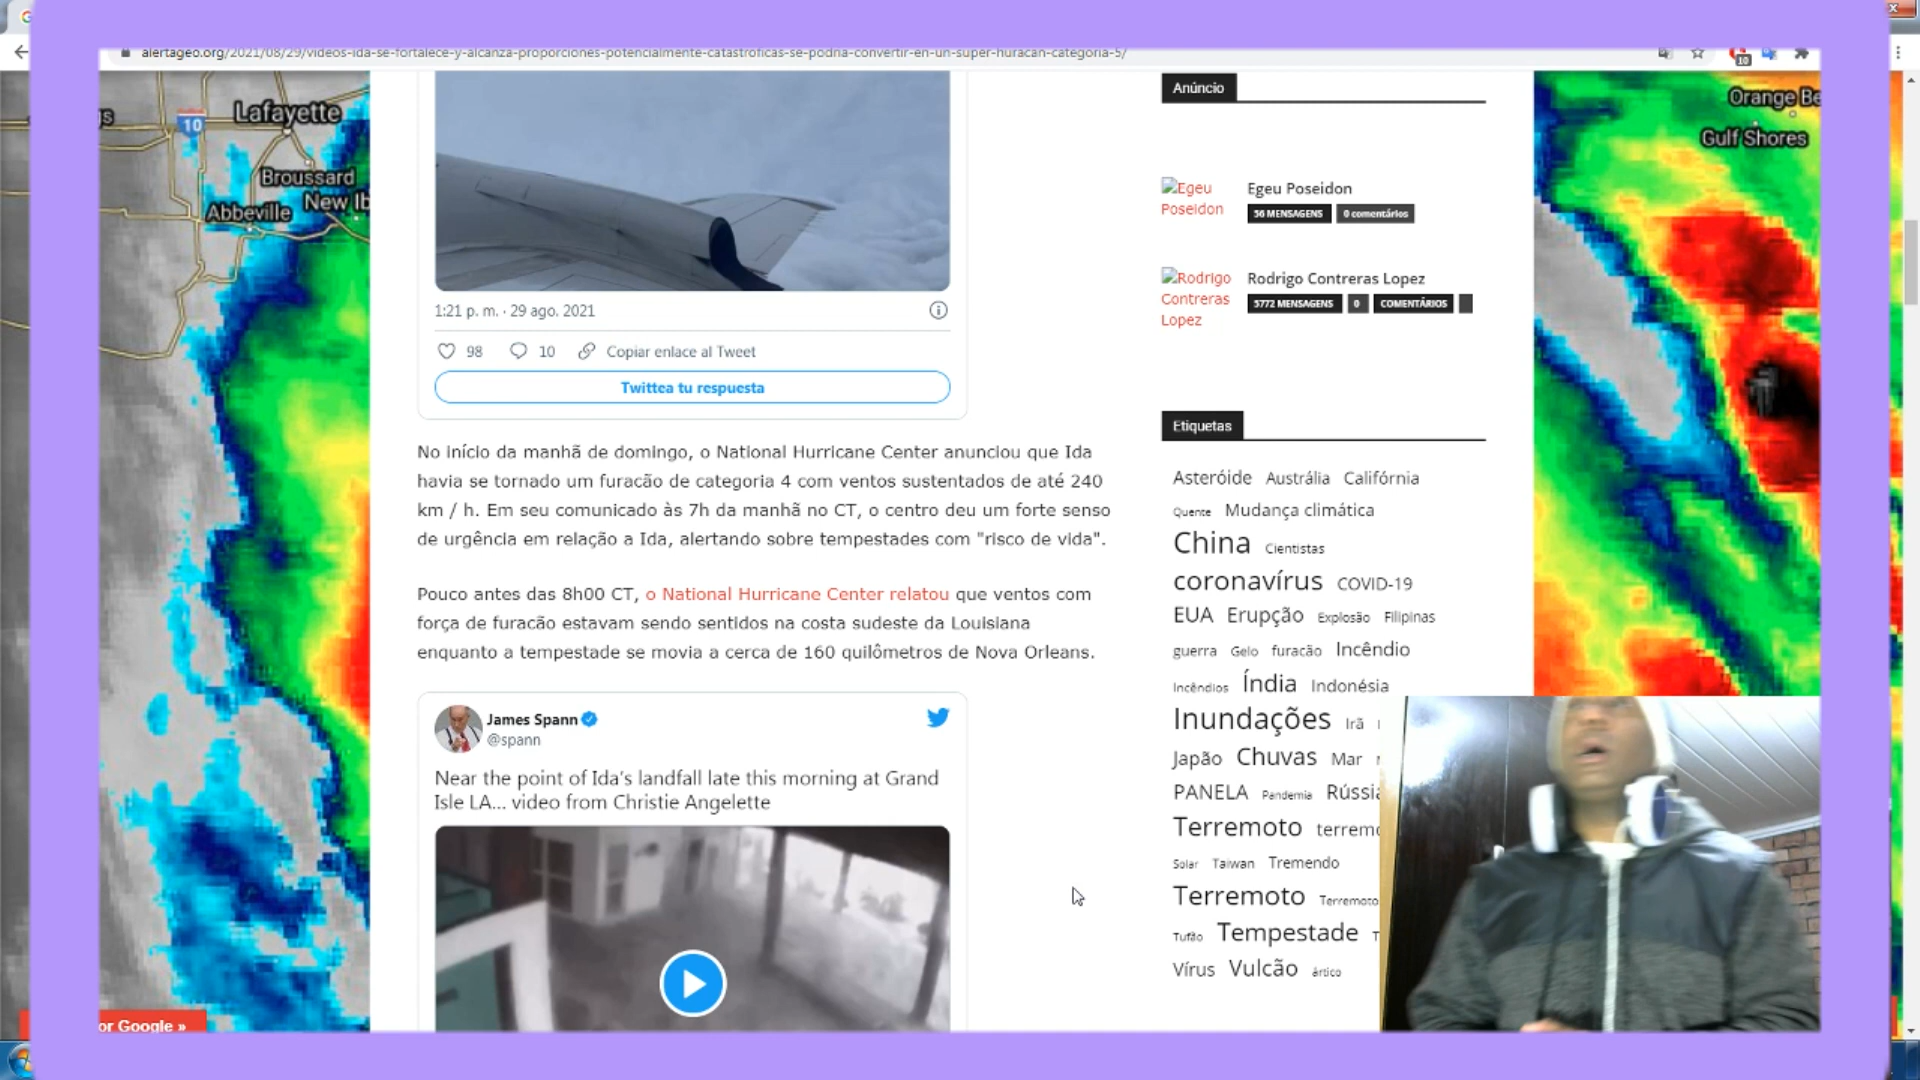 alertageo.org/2021/08/29/videos-ida-se-fortalece-y-alcanza-proporciones-potencialmente-catastroficas-se-podria-convertir-en-un-super-huracan-categoria-5/
10
10
Lafayette
Broussard
New Ib
Abbeville
Orange Be
Gulf Shores
1:21 p. m. · 29 ago. 2021
98 10 Copiar enlace al Tweet
Twittea tu respuesta
No início da manhã de domingo, o National Hurricane Center anunciou que Ida
havia se tornado um furacão de categoria 4 com ventos sustentados de até 240
km / h. Em seu comunicado às 7h da manhã no CT, o centro deu um forte senso
de urgência em relação a Ida, alertando sobre tempestades com "risco de vida".
Pouco antes das 8h00 CT, o National Hurricane Center relatou que ventos com
força de furacão estavam sendo sentidos na costa sudeste da Louisiana
enquanto a tempestade se movia a cerca de 160 quilômetros de Nova Orleans.
James Spann
@spann
Near the point of Ida's landfall late this morning at Grand
Isle LA... video from Christie Angelette
or Google »
Anúncio
Egeu
Poseidon
Egeu Poseidon
56 MENSAGENS 0 comentários
Rodrigo
Contreras
Lopez
Rodrigo Contreras Lopez
5772 MENSAGENS 0 COMENTÁRIOS
Etiquetas
Asteróide Austrália Califórnia
Quente Mudança climática
China Cientistas
coronavírus COVID-19
EUA Erupção Explosão Filipinas
guerra Gelo furacão Incêndio
Incêndios Índia Indonésia
Inundações Irã
Japão Chuvas Mar
PANELA Pandemia Rússia
Terremoto terremo
Solar Taiwan Tremendo
Terremoto Terremoto
Tufão Tempestade
Vírus Vulcão ártico